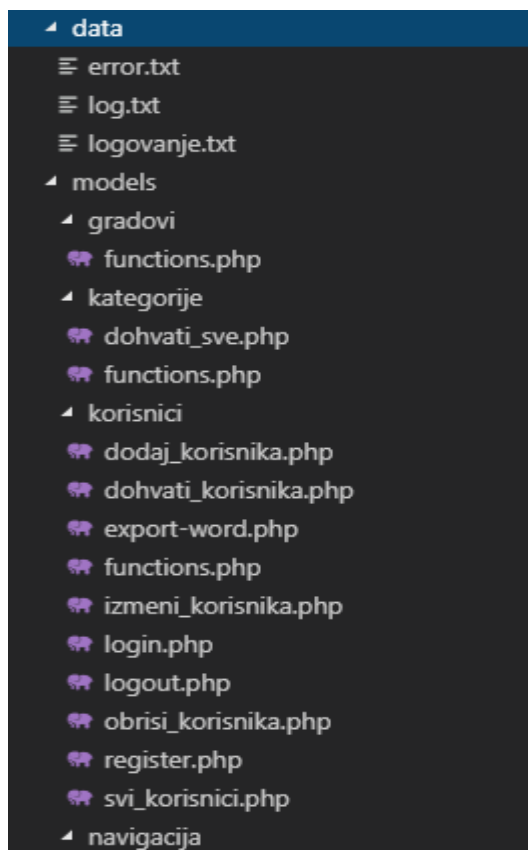 data
error.txt
log.txt
logovanje.txt
models
gradovi
functions.php
kategorije
dohvati_sve.php
functions.php
korisnici
dodaj_korisnika.php
dohvati_korisnika.php
export-word.php
functions.php
izmeni_korisnika.php
login.php
logout.php
obrisi_korisnika.php
register.php
svi_korisnici.php
navigacija